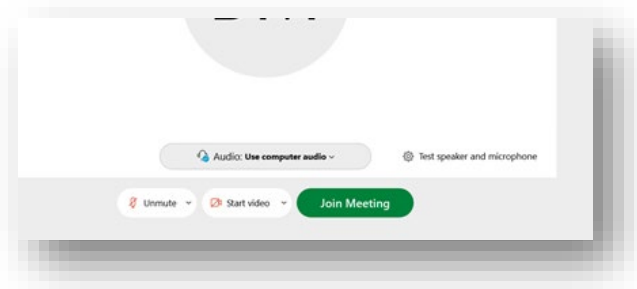 Audio: Use computer audio
Test speaker and microphone
Unmute
Start video
Join Meeting